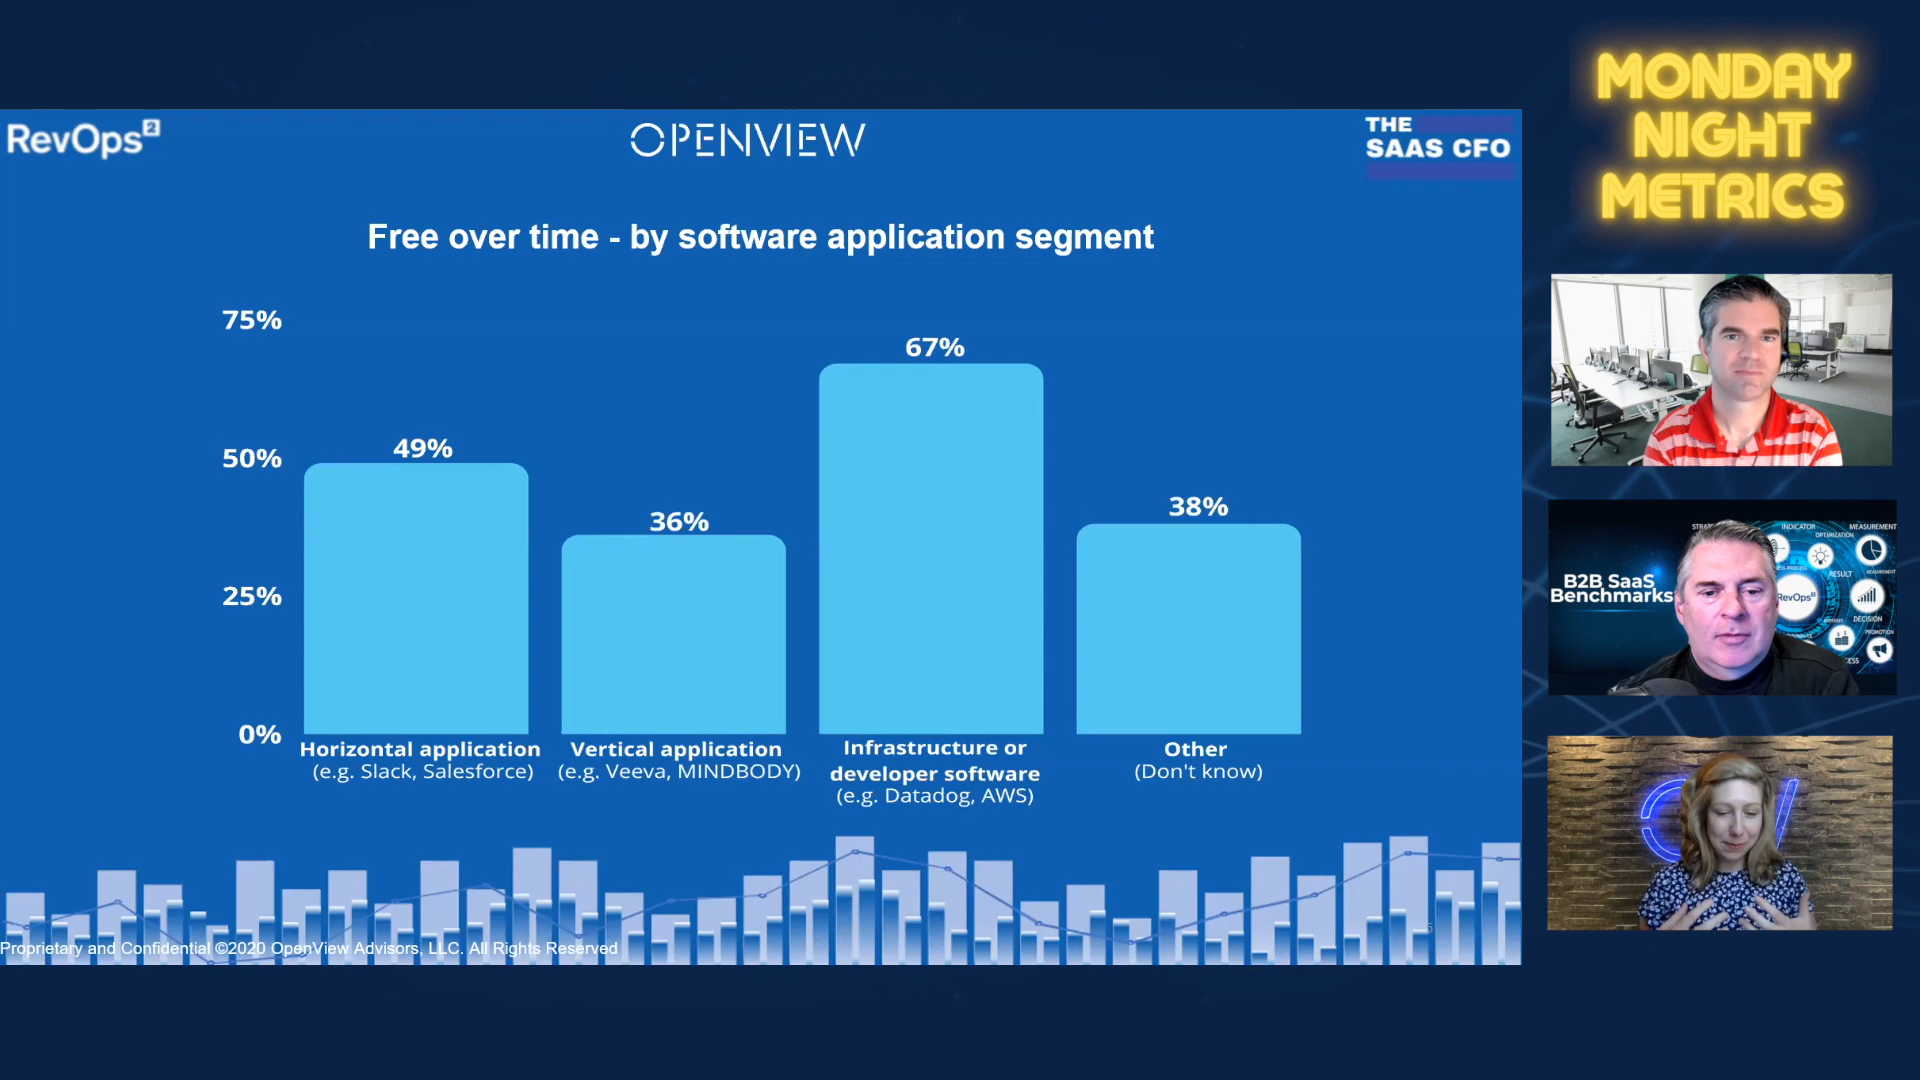 RevOps2
OPENVIEW
THE
SAAS CFO
MONDAY
NIGHT
METRICS
Free over time - by software application segment
75%
50%
25%
0%
49%
36%
67%
38%
Horizontal application
(e.g. Slack, Salesforce)
Vertical application
(e.g. Veeva, MINDBODY)
Infrastructure or
developer software
(e.g. Datadog, AWS)
Other
(Don't know)
Proprietary and Confidential ©2020 OpenView Advisors, LLC. All Rights Reserved
B2B SaaS
Benchmarks
INDICATOR
MEASUREMENT
OPTIMIZATION
RESULT
MEASUREMENT
RevOps2
DECISION
PROMOTION